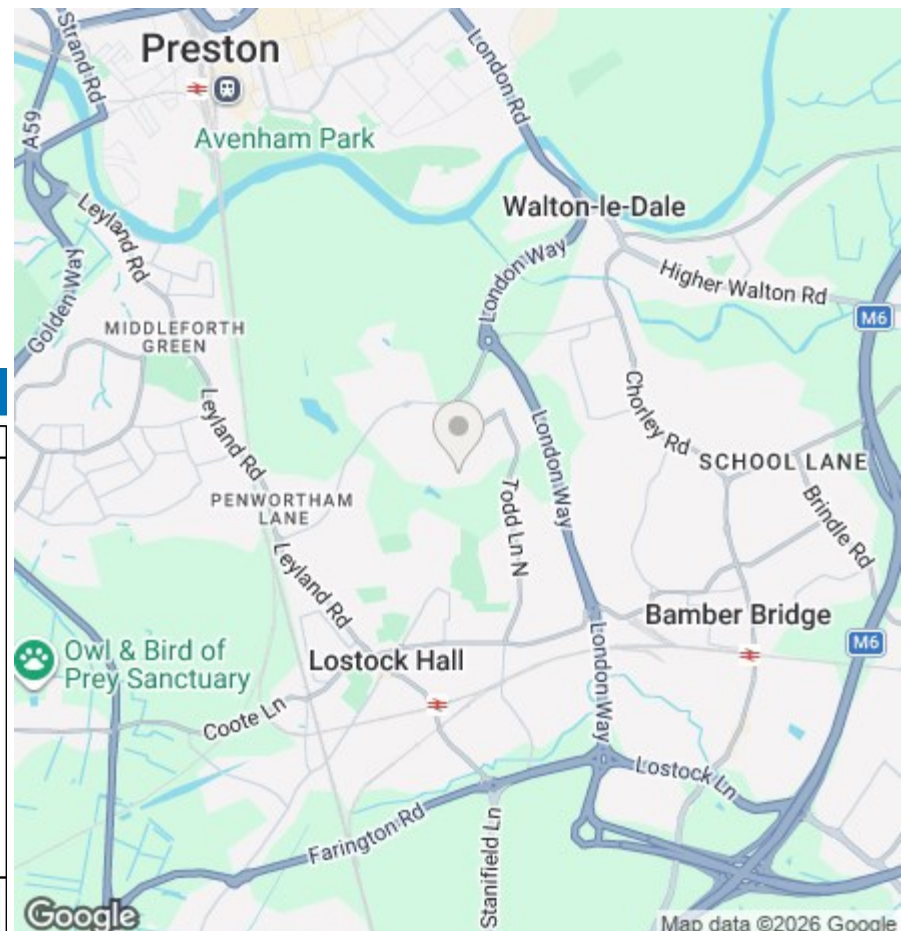 Preston
Strand Rd
A59
London Rd
Avenham Park
Leyland Rd
Walton-le-Dale
London Way
Higher Walton Rd
M6
Golden Way
MIDDLEFORTH
GREEN
Leyland Rd
London Way
Chorley Rd
SCHOOL LANE
PENWORTHAM
LANE
Todd Ln N
Brindle Rd
Leyland Rd
Bamber Bridge
M6
Owl & Bird of
Prey Sanctuary
Lostock Hall
London Way
Coote Ln
Lostock Ln
Farington Rd
Stanifield Ln
Google
Map data ©2026 Google